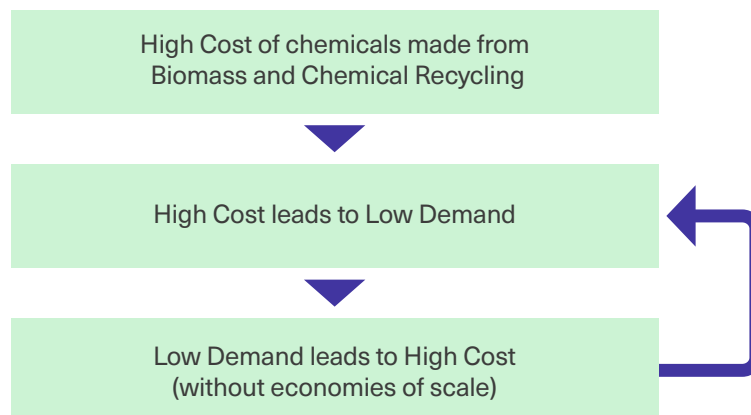 High Cost of chemicals made from
Biomass and Chemical Recycling
High Cost leads to Low Demand
Low Demand leads to High Cost
(without economies of scale)